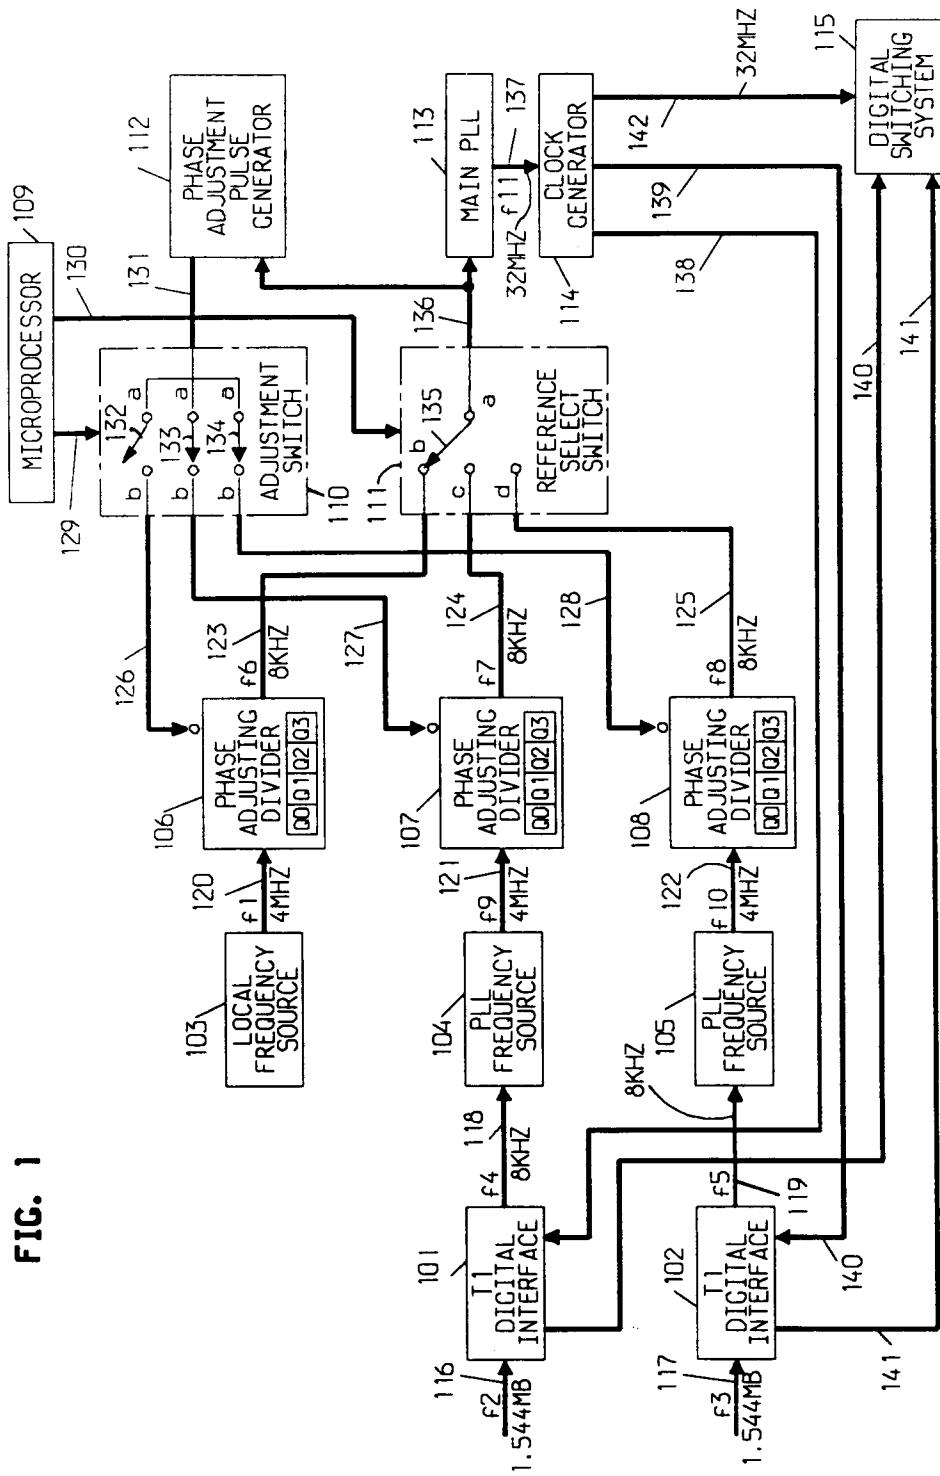 FIG. 1
109
MICROPROCESSOR
129
130
132
133
134
a
a
a
b
b
b
ADJUSTMENT
SWITCH
110
131
112
PHASE
ADJUSTMENT
PULSE
GENERATOR
111
135
a
b
c
d
REFERENCE
SELECT
SWITCH
136
113
MAIN PLL
137
f11
32MHZ
CLOCK
GENERATOR
114
142
32MHZ
139
138
115
DIGITAL
SWITCHING
SYSTEM
140
141
103
LOCAL
FREQUENCY
SOURCE
120
f1
4MHZ
106
PHASE
ADJUSTING
DIVIDER
Q0 Q1 Q2 Q3
126
123
f6
8KHZ
127
116
f2
1.544MB
101
T1
DIGITAL
INTERFACE
118
f4
8KHZ
104
PLL
FREQUENCY
SOURCE
121
f9
4MHZ
107
PHASE
ADJUSTING
DIVIDER
Q0 Q1 Q2 Q3
124
f7
8KHZ
128
117
f3
1.544MB
102
T1
DIGITAL
INTERFACE
140
141
119
f5
8KHZ
105
PLL
FREQUENCY
SOURCE
122
f10
4MHZ
108
PHASE
ADJUSTING
DIVIDER
Q0 Q1 Q2 Q3
125
f8
8KHZ